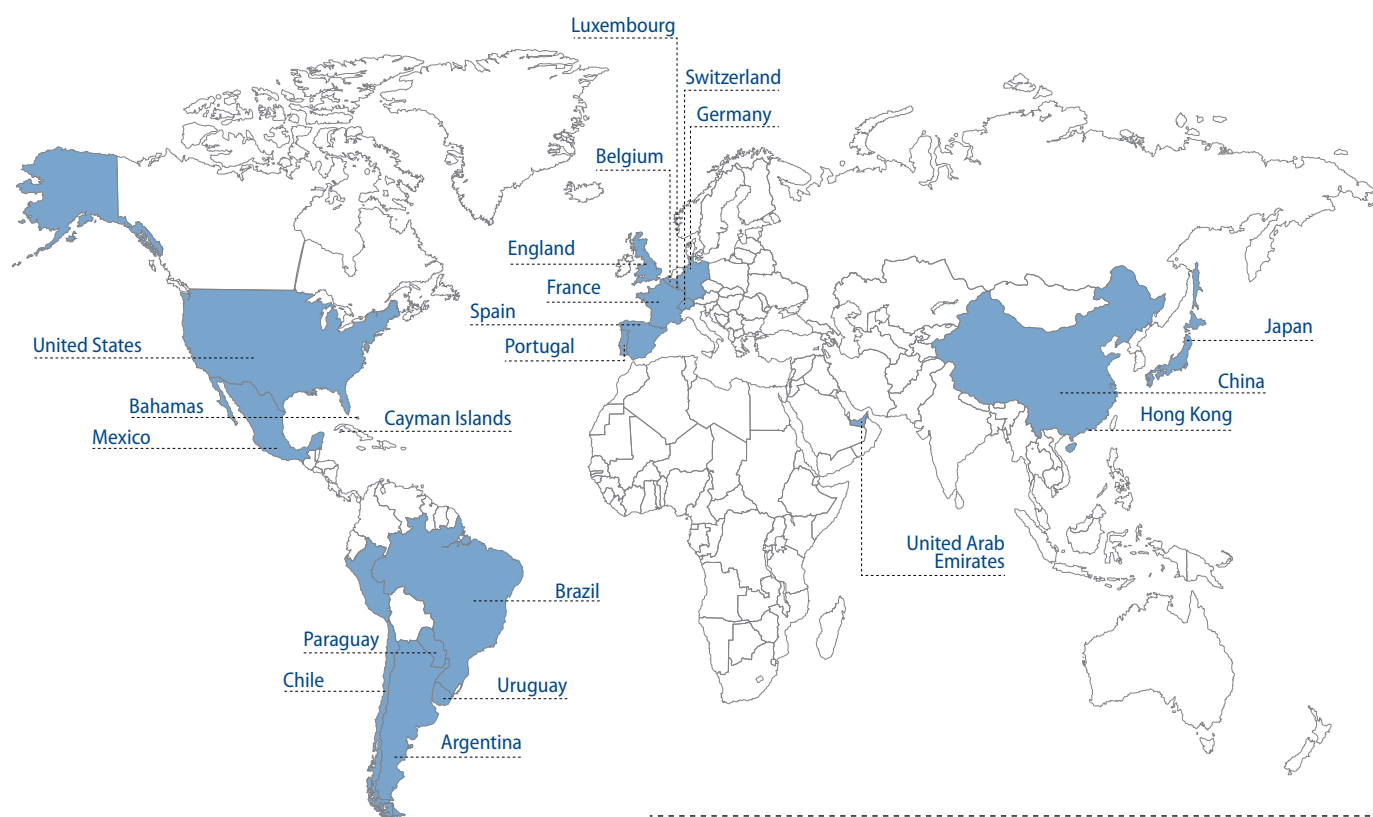 Luxembourg
Switzerland
Germany
Belgium
England
France
Spain
Portugal
United States
Bahamas
Cayman Islands
Mexico
Japan
China
Hong Kong
United Arab
Emirates
Brazil
Paraguay
Chile
Uruguay
Argentina